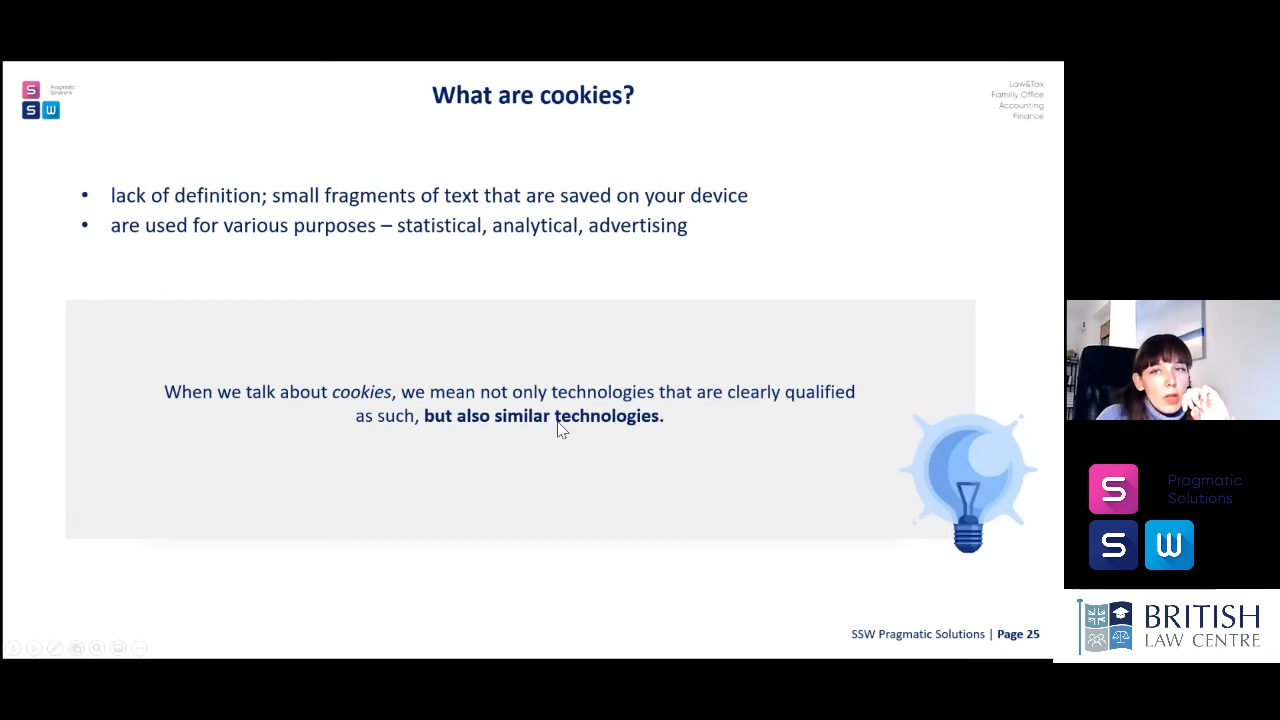 S
Pragmatic
Solutions
S W
What are cookies?
Law&Tax
Familly Office
Accounting
Finance
• lack of definition; small fragments of text that are saved on your device
• are used for various purposes – statistical, analytical, advertising
When we talk about cookies, we mean not only technologies that are clearly qualified
as such, but also similar technologies.
SSW Pragmatic Solutions | Page 25
S
Pragmatic
Solutions
S W
BRITISH
LAW CENTRE